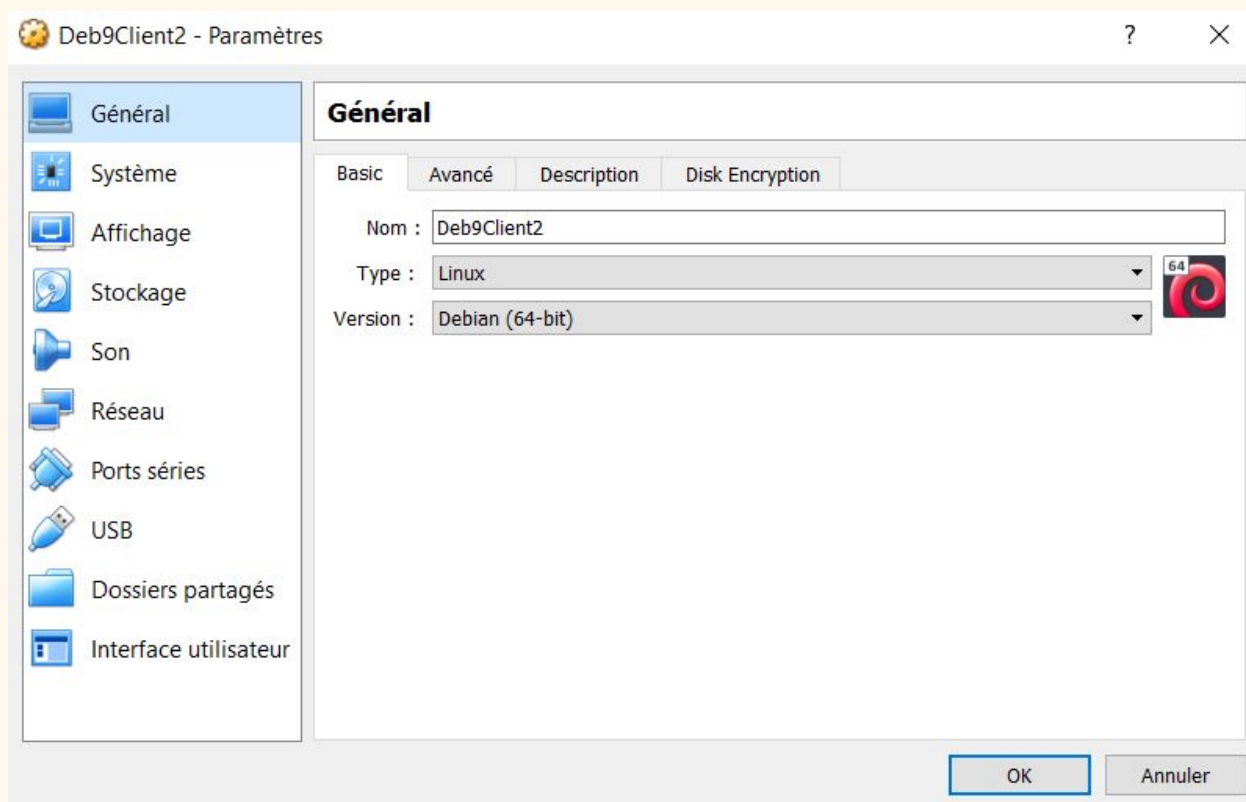 Deb9Client2 - Paramètres
?
Général
Système
Affichage
Stockage
Son
Réseau
Ports séries
USB
Dossiers partagés
Interface utilisateur
Général
Basic Avancé Description Disk Encryption
Nom : Deb9Client2
Type : Linux
64
Version : Debian (64-bit)
OK Annuler